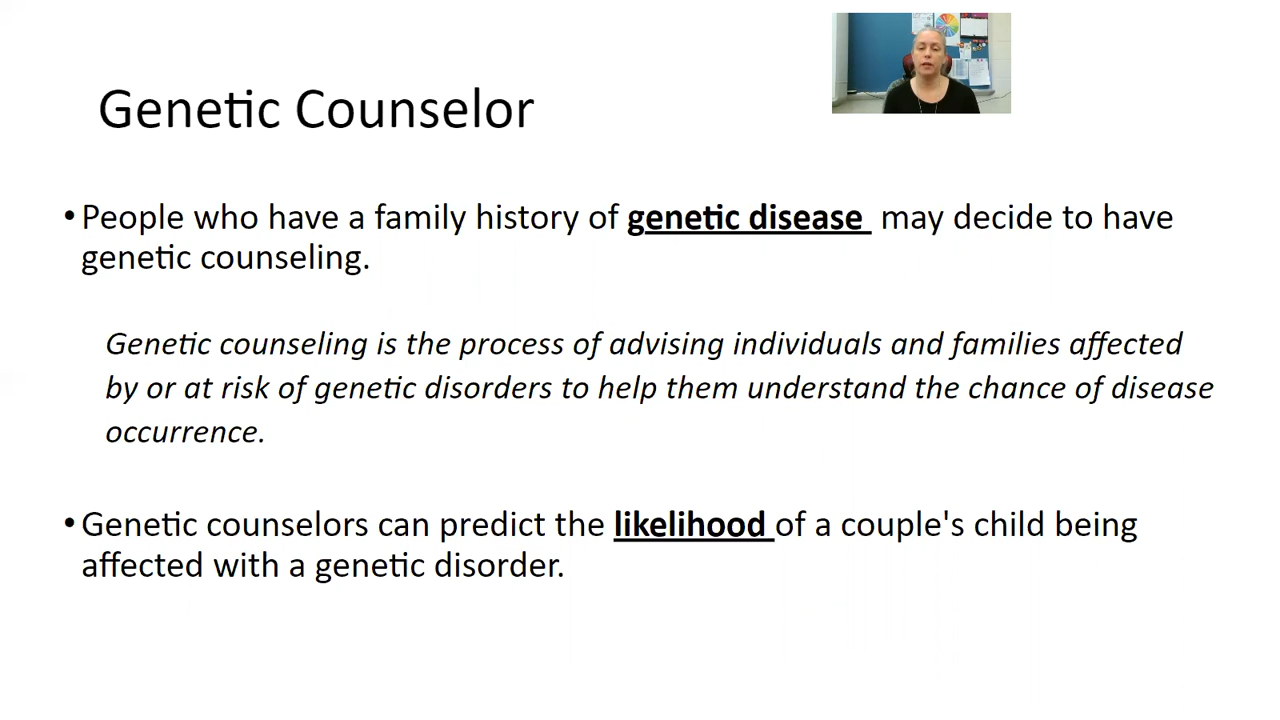 Genetic Counselor
• People who have a family history of genetic disease may decide to have
genetic counseling.
Genetic counseling is the process of advising individuals and families affected
by or at risk of genetic disorders to help them understand the chance of disease
occurrence.
• Genetic counselors can predict the likelihood of a couple's child being
affected with a genetic disorder.